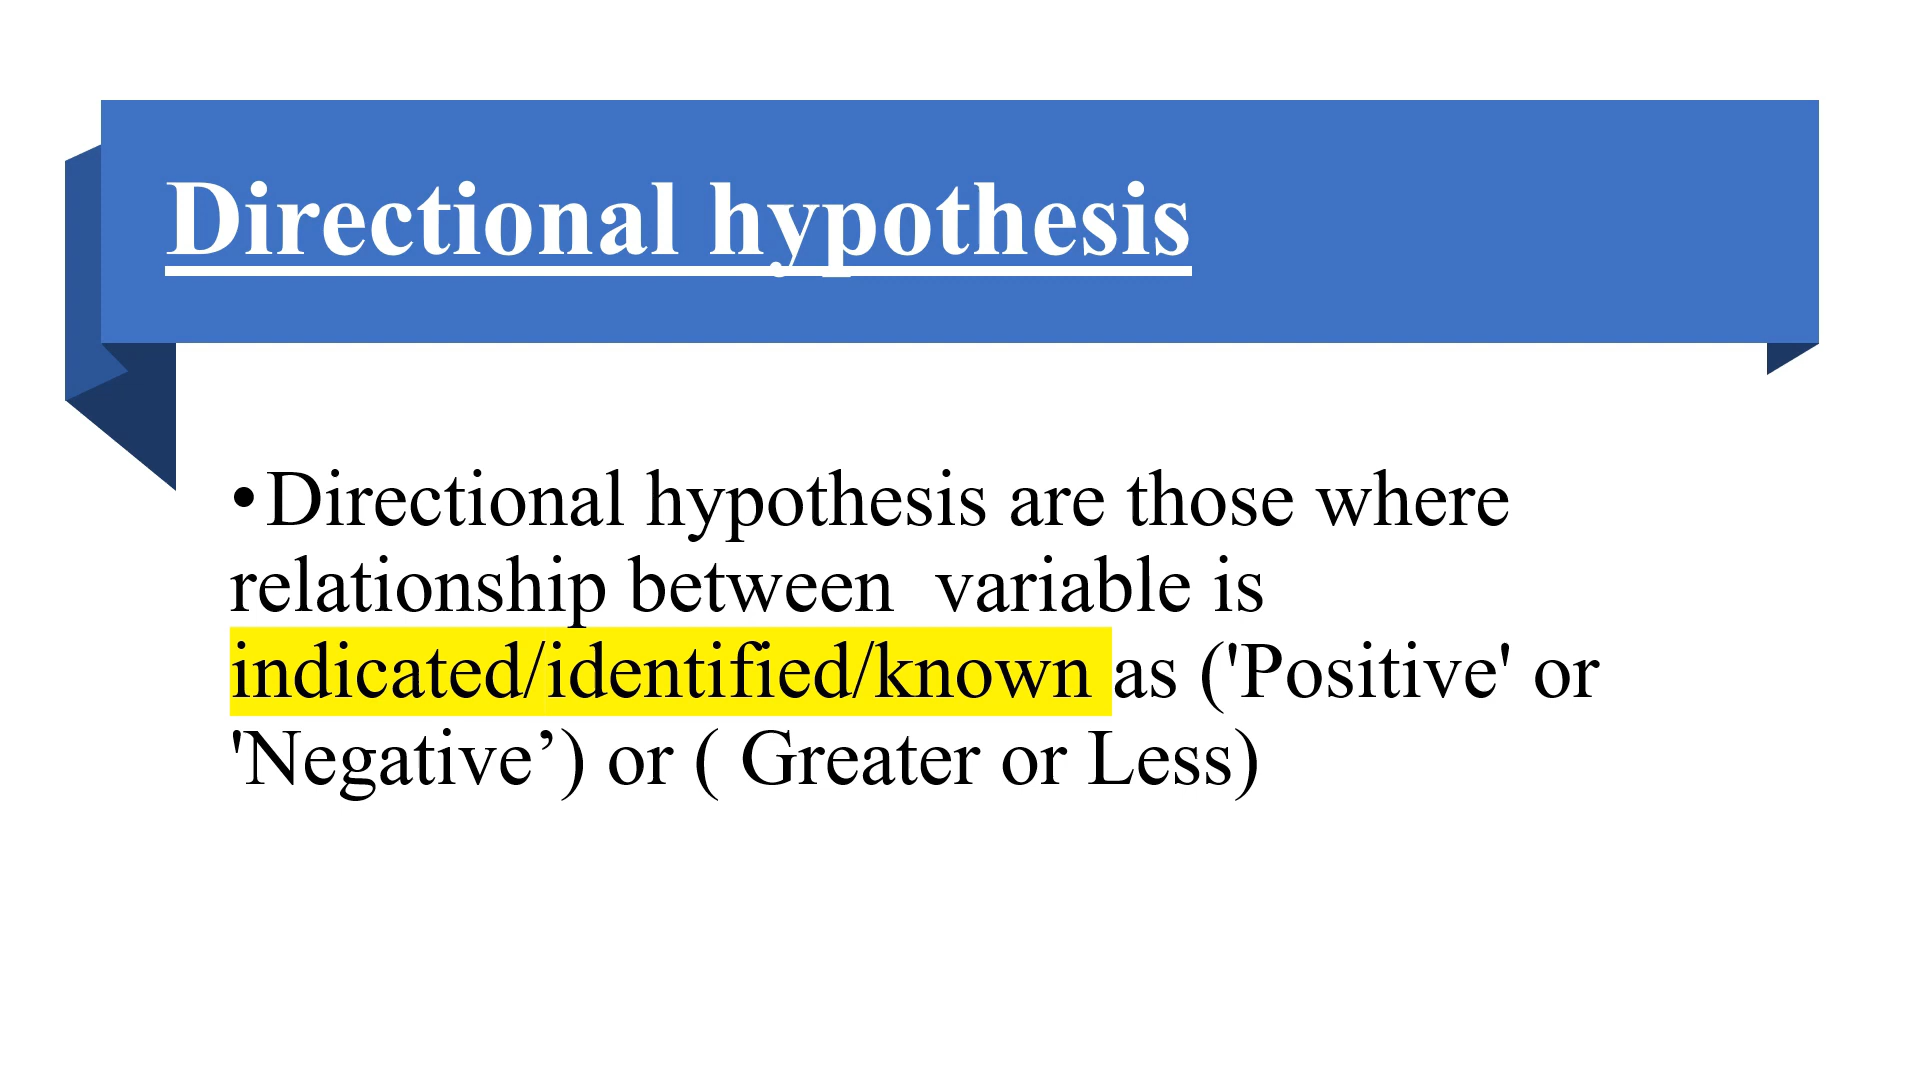 Directional hypothesis
•Directional hypothesis are those where
relationship between  variable is
indicated/identified/known as ('Positive' or
'Negative’) or ( Greater or Less)